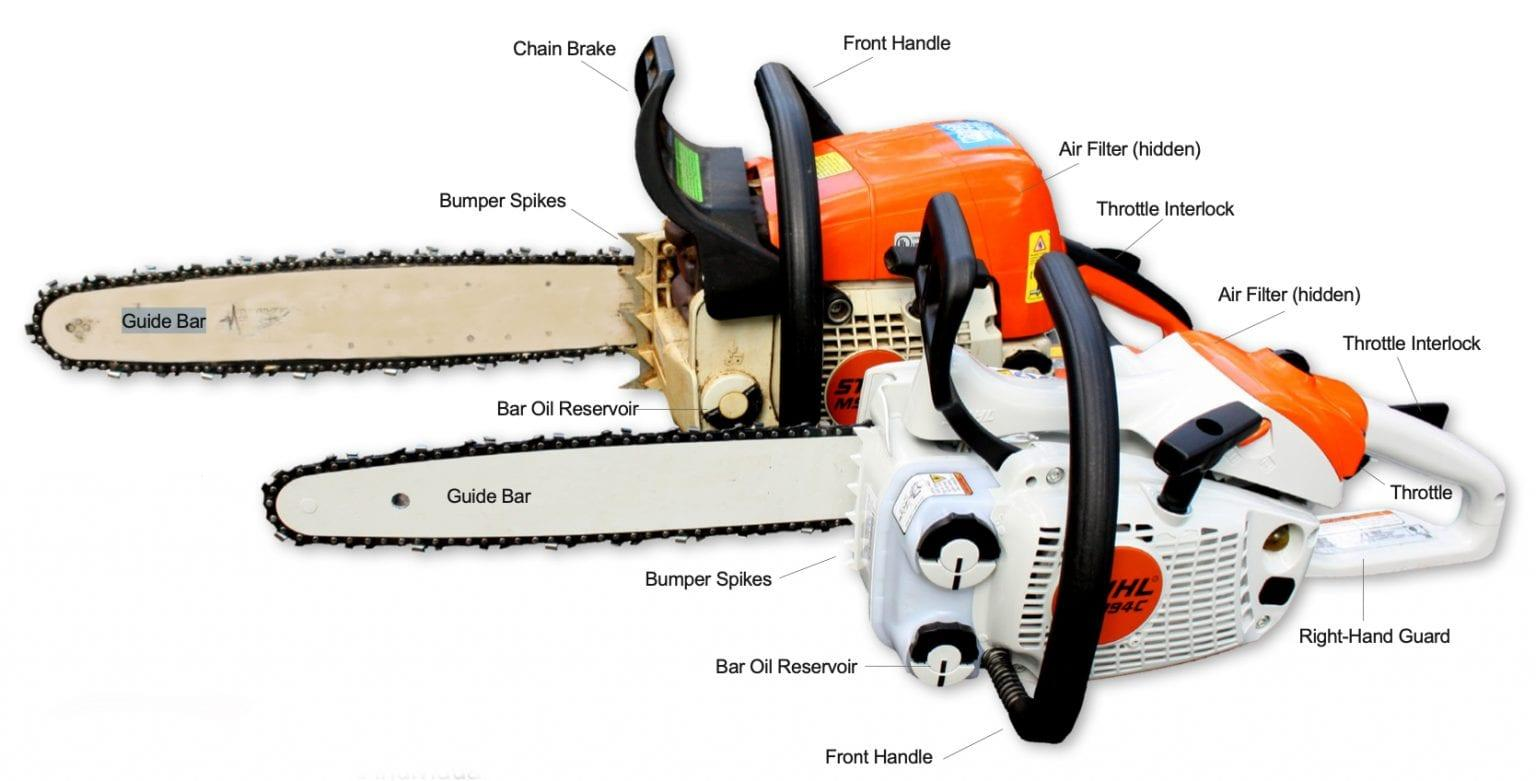 Chain Brake
Front Handle
Air Filter (hidden)
Bumper Spikes
Throttle Interlock
Air Filter (hidden)
Guide Bar
Throttle Interlock
Bar Oil Reservoir
Guide Bar
Throttle
Bumper Spikes
Right-Hand Guard
Bar Oil Reservoir
Front Handle